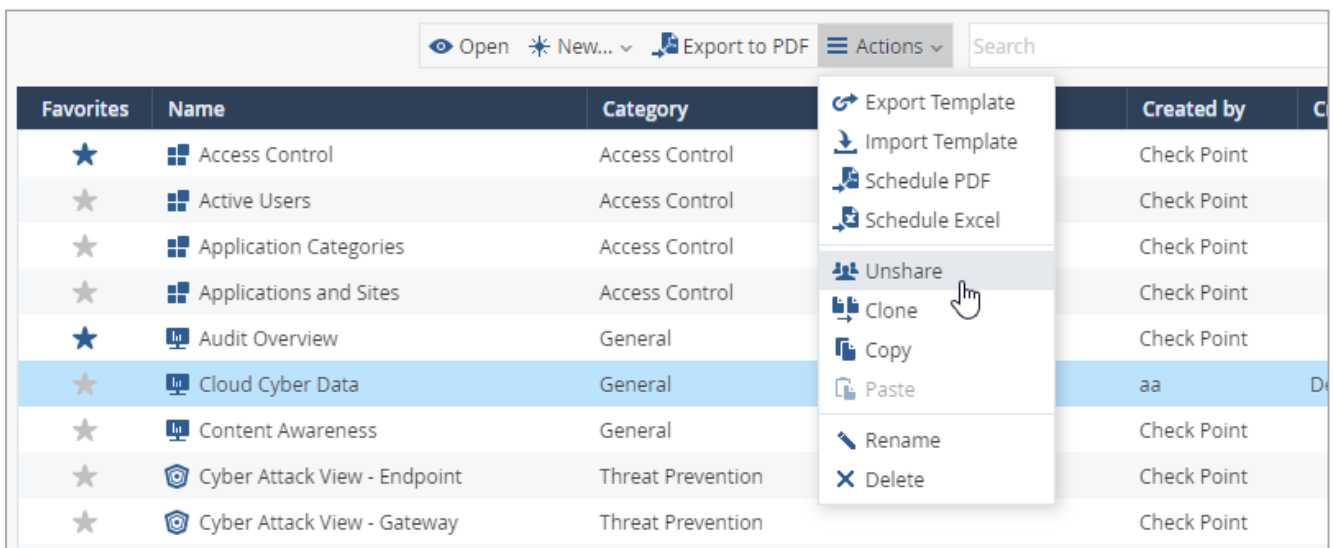 Open New... Export to PDF Actions Search
Favorites Name Category Created by
Access Control Access Control Check Point
Active Users Access Control Check Point
Application Categories Access Control Check Point
Applications and Sites Access Control Check Point
Audit Overview General Check Point
Cloud Cyber Data General aa
Content Awareness General Check Point
Cyber Attack View - Endpoint Threat Prevention Check Point
Cyber Attack View - Gateway Threat Prevention Check Point
Export Template
Import Template
Schedule PDF
Schedule Excel
Unshare
Clone
Copy
Paste
Rename
Delete